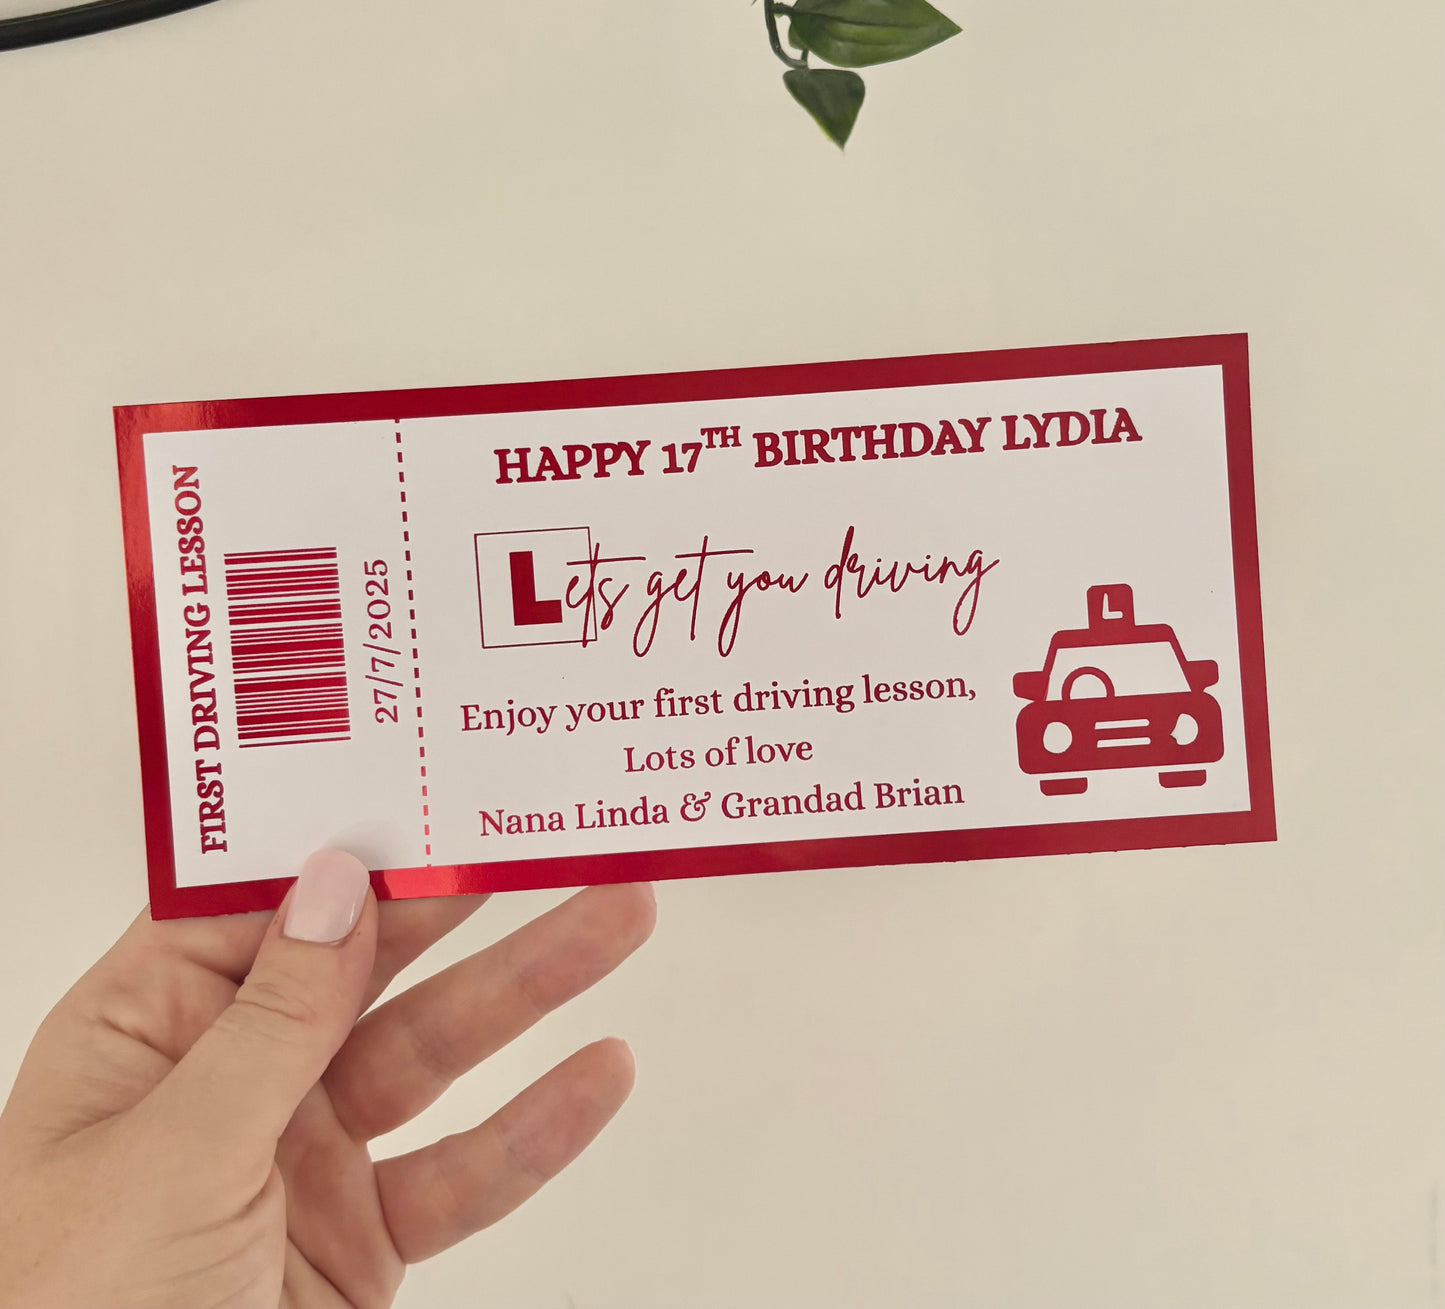 FIRST DRIVING LESSON
27/7/2025
HAPPY 17TH BIRTHDAY LYDIA
Let's get you driving
Enjoy your first driving lesson,
Lots of love
Nana Linda & Grandad Brian
L